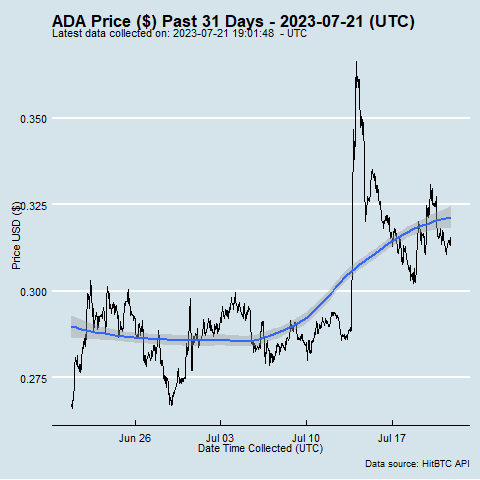 ADA Price ($) Past 31 Days - 2023-07-21 (UTC)
Latest data collected on: 2023-07-21 19:01:48  - UTC
Price USD ($)
0.350
0.325
0.300
0.275
Jun 26
Jul 03
Jul 10
Jul 17
Date Time Collected (UTC)
Data source: HitBTC API